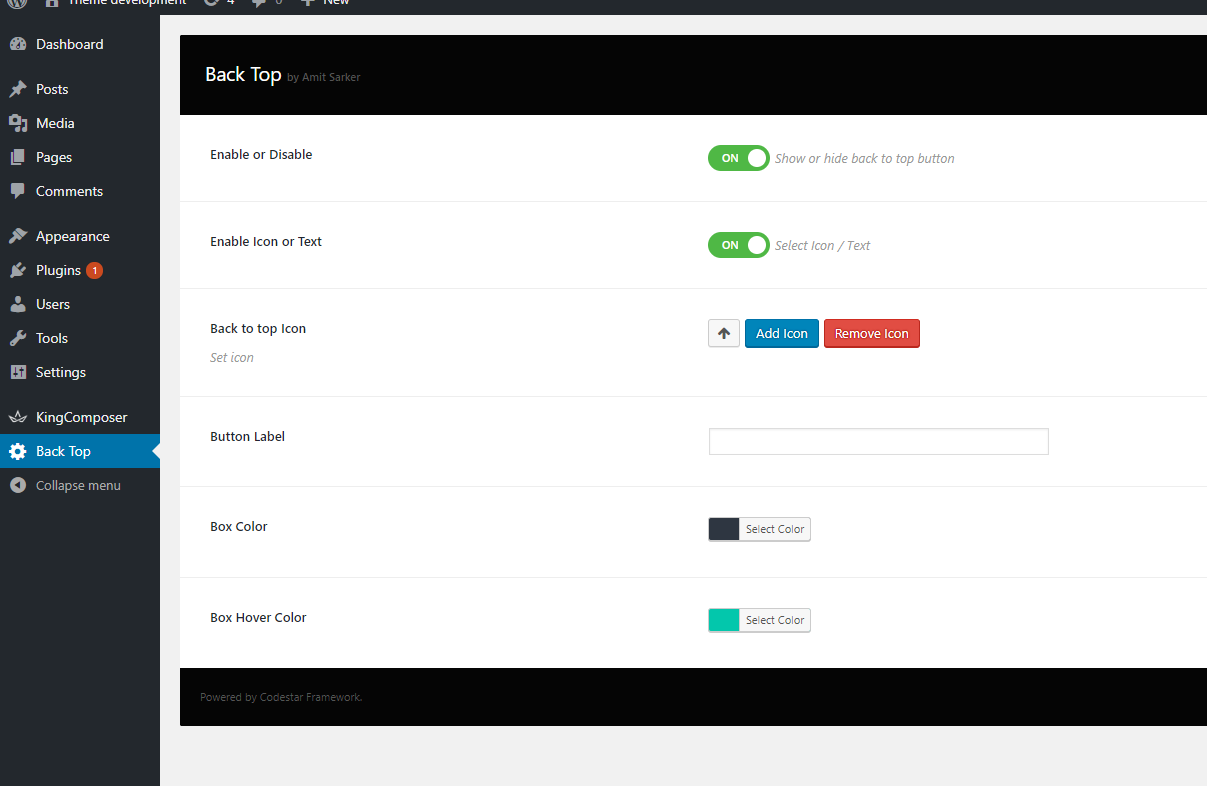 Theme development 4 0 New
Dashboard
Posts
Media
Pages
Comments
Appearance
Plugins 1
Users
Tools
Settings
KingComposer
Back Top
Collapse menu
Back Top by Amit Sarker
Enable or Disable
ON Show or hide back to top button
Enable Icon or Text
ON Select Icon / Text
Back to top Icon
Set icon
Add Icon Remove Icon
Button Label
Box Color
Select Color
Box Hover Color
Select Color
Powered by Codestar Framework.